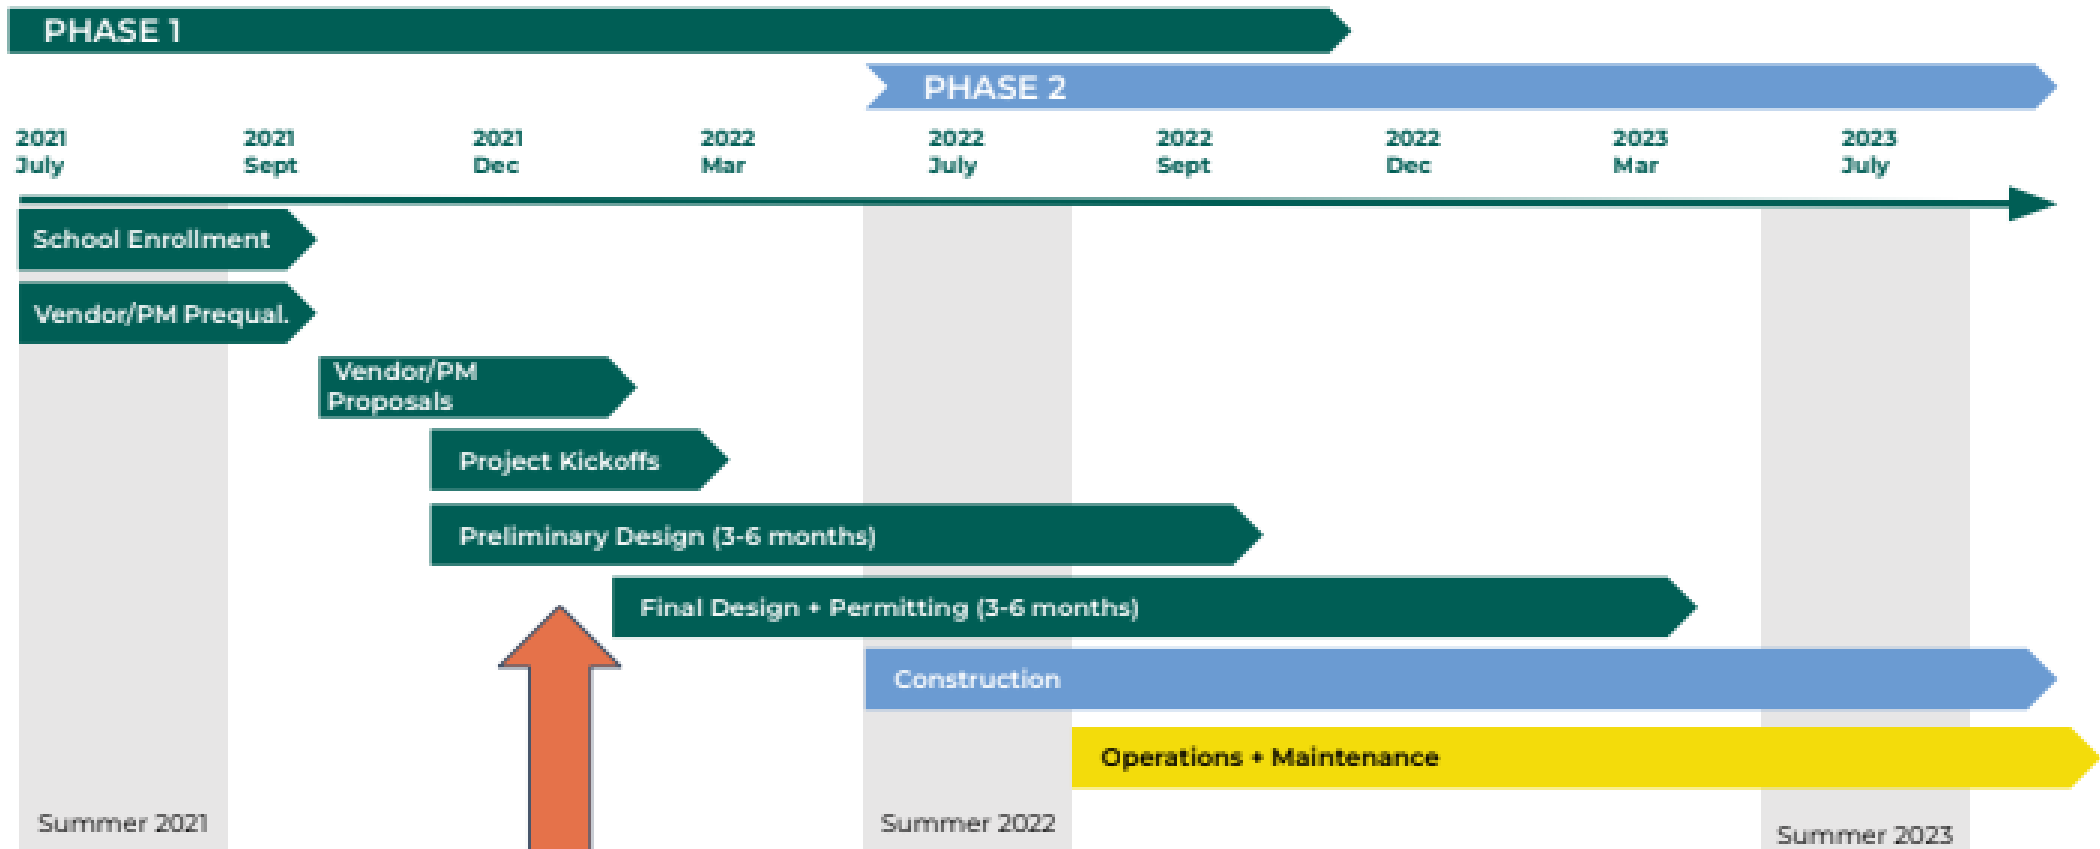 PHASE 1
PHASE 2
2021 2021 2021 2022 2022 2022 2022 2023 2023
July Sept Dec Mar July Sept Dec Mar July
School Enrollment
Vendor/PM Prequal.
Vendor/PM
Proposals
Project Kickoffs
Preliminary Design (3-6 months)
Final Design + Permitting (3-6 months)
Construction
Operations + Maintenance
Summer 2021 Summer 2022 Summer 2023